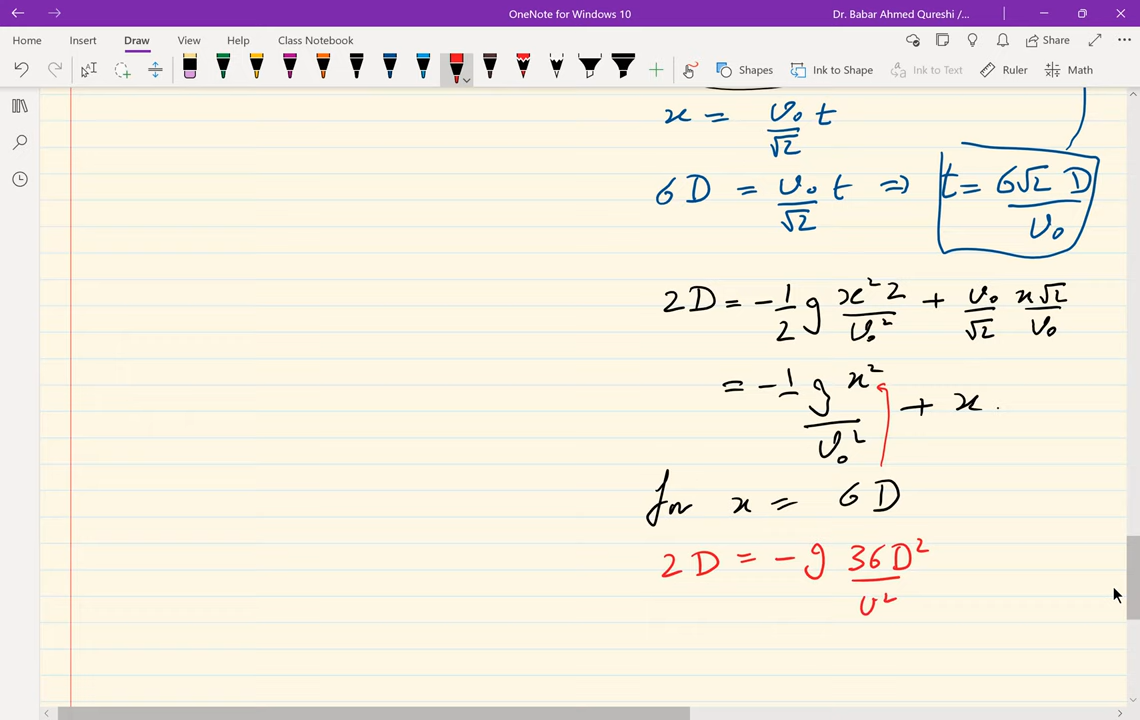 OneNote for Windows 10
Dr. Babar Ahmed Qureshi /...
Home Insert Draw View Help Class Notebook
Share
Shapes Ink to Shape Ink to Text Ruler Math
x = v₀/√2 t
6D = v₀/√2 t ⇒ t = 6√2 D/v₀
2D = -1/2 g x² 2/v₀² + v₀/√2 x√2/v₀
= -1 g x²/v₀² + x.
for x = 6D
2D = -g 36D²/v²